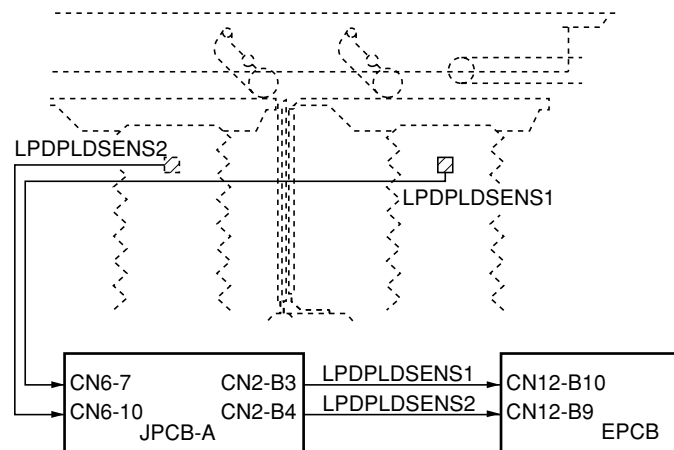 LPDPLDSENS2
LPDPLDSENS1
CN6-7 CN2-B3 LPDPLDSENS1 CN12-B10
CN6-10 CN2-B4 LPDPLDSENS2 CN12-B9
JPCB-A EPCB